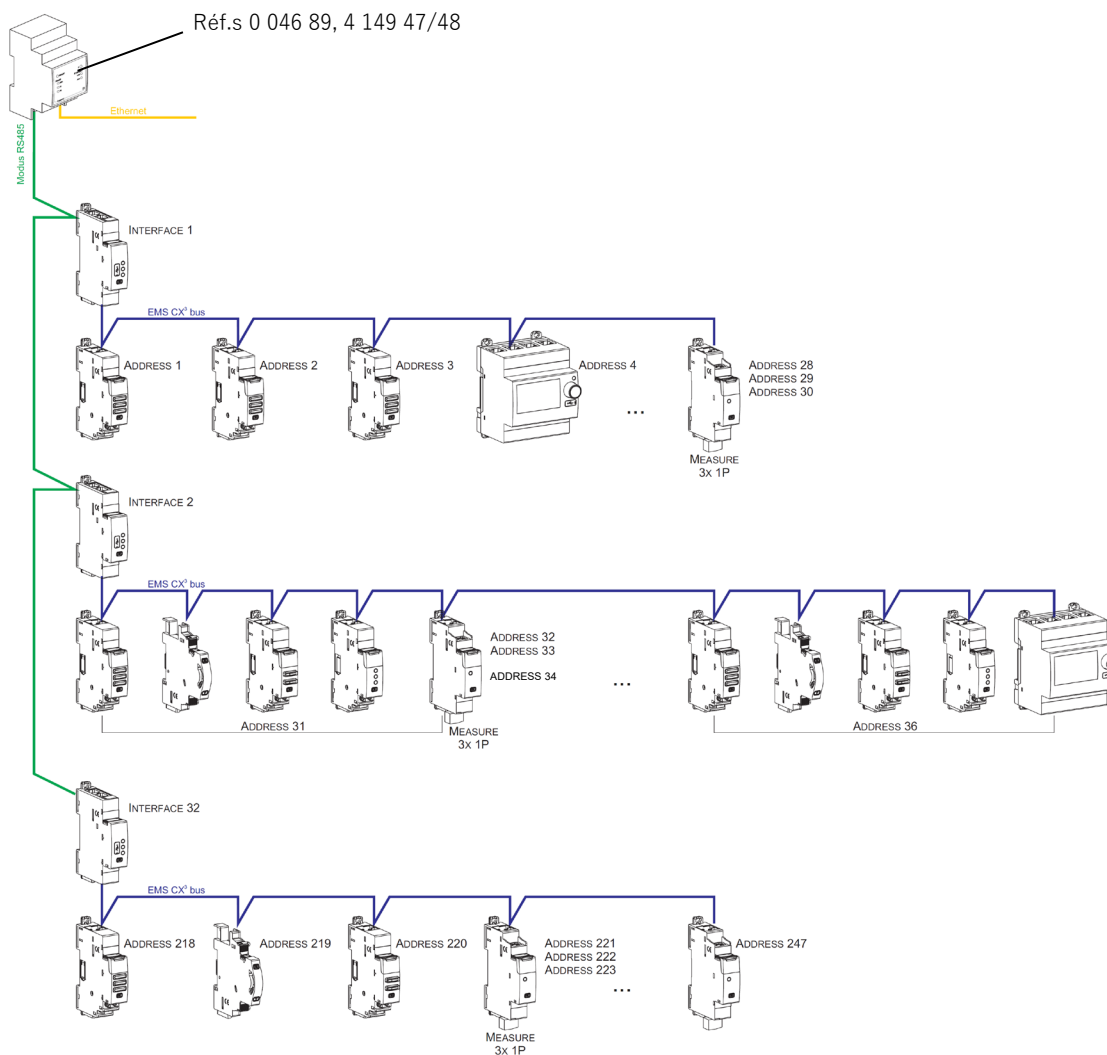 Réf.s 0 046 89, 4 149 47/48
Ethernet
Modus RS485
INTERFACE 1
EMS CX³ bus
ADDRESS 1
ADDRESS 2
ADDRESS 3
ADDRESS 4
...
ADDRESS 28
ADDRESS 29
ADDRESS 30
MEASURE
3X 1P
INTERFACE 2
EMS CX³ bus
ADDRESS 32
ADDRESS 33
ADDRESS 34
...
ADDRESS 31
MEASURE
3X 1P
ADDRESS 36
INTERFACE 32
EMS CX³ bus
ADDRESS 218
ADDRESS 219
ADDRESS 220
ADDRESS 221
ADDRESS 222
ADDRESS 223
...
ADDRESS 247
MEASURE
3X 1P